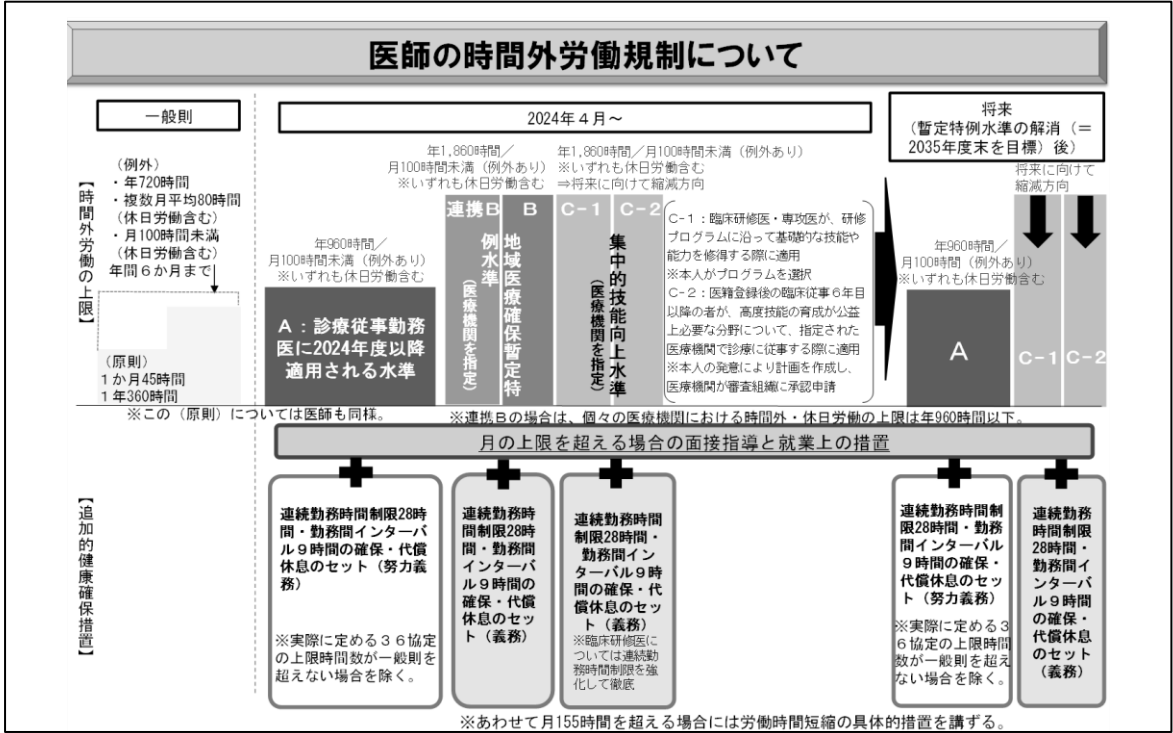 医師の時間外労働規制について
一般則
2024年4月~
将来
(暫定特例水準の解消(=
2035年度末を目標)後)
【時間外労働の上限】
(例外)
・年720時間
・複数月平均80時間
(休日労働含む)
・月100時間未満
(休日労働含む)
年間6か月まで
(原則)
1か月45時間
1年360時間
※この(原則)については医師も同様。
年960時間/
月100時間未満(例外あり)
※いずれも休日労働含む
A:診療従事勤務
医に2024年度以降
適用される水準
年1,860時間/
月100時間未満(例外あり)
※いずれも休日労働含む
連携B
B
地域医療確保暫定特
例水準
(医療機関を指定)
年1,860時間/月100時間未満(例外あり)
※いずれも休日労働含む
⇒将来に向けて縮減方向
C-1
C-2
集中的技能向上水準
(医療機関を指定)
C-1:臨床研修医・専攻医が、研修
プログラムに沿って基礎的な技能や
能力を修得する際に適用
※本人がプログラムを選択
C-2:医籍登録後の臨床従事6年目
以降の者が、高度技能の育成が公益
上必要な分野について、指定された
医療機関で診療に従事する際に適用
※本人の発意により計画を作成し、
医療機関が審査組織に承認申請
年960時間/
月100時間(例外あり)
※いずれも休日労働含む
A
将来に向けて
縮減方向
C-1
C-2
※連携Bの場合は、個々の医療機関における時間外・休日労働の上限は年960時間以下。
月の上限を超える場合の面接指導と就業上の措置
【追加的健康確保措置】
連続勤務時間制限28時
間・勤務間インターバ
ル9時間の確保・代償
休息のセット(努力義
務)
※実際に定める36協定
の上限時間数が一般則を
超えない場合を除く。
連続勤務時
間制限28時
間・勤務間
インターバ
ル9時間の
確保・代償
休息のセッ
ト(義務)
連続勤務時間
制限28時間・
勤務間イン
ターバル9時
間の確保・代
償休息のセッ
ト(義務)
※臨床研修医に
ついては連続勤
務時間制限を強
化して徹底
連続勤務時間制
限28時間・勤務
間インターバル
9時間の確保・
代償休息のセッ
ト(努力義務)
※実際に定める3
6協定の上限時間
数が一般則を超え
ない場合を除く。
連続勤務
時間制限
28時間・
勤務間イ
ンターバ
ル9時間
の確保・
代償休息
のセット
(義務)
※あわせて月155時間を超える場合には労働時間短縮の具体的措置を講ずる。